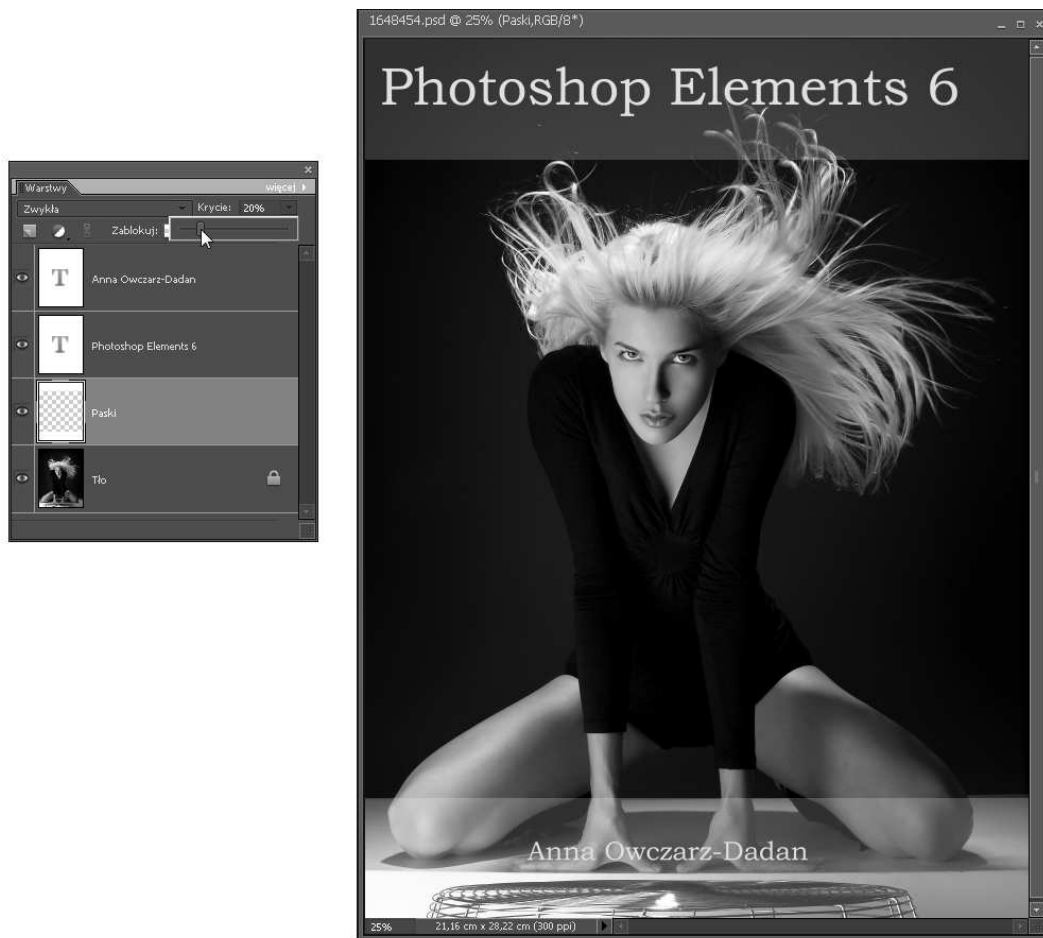 Warstwy
więcej
Zwykła
Krycie: 20%
Zablokuj:
T Anna Owczarz-Dadan
T Photoshop Elements 6
Paski
Tło
1648454.psd @ 25% (Paski,RGB/8*)
Photoshop Elements 6
Anna Owczarz-Dadan
25%
21,16 cm x 28,22 cm (300 ppi)